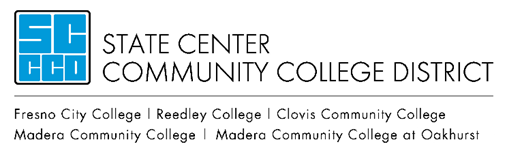 SC
CCD
STATE CENTER
COMMUNITY COLLEGE DISTRICT
Fresno City College | Reedley College | Clovis Community College
Madera Community College | Madera Community College at Oakhurst